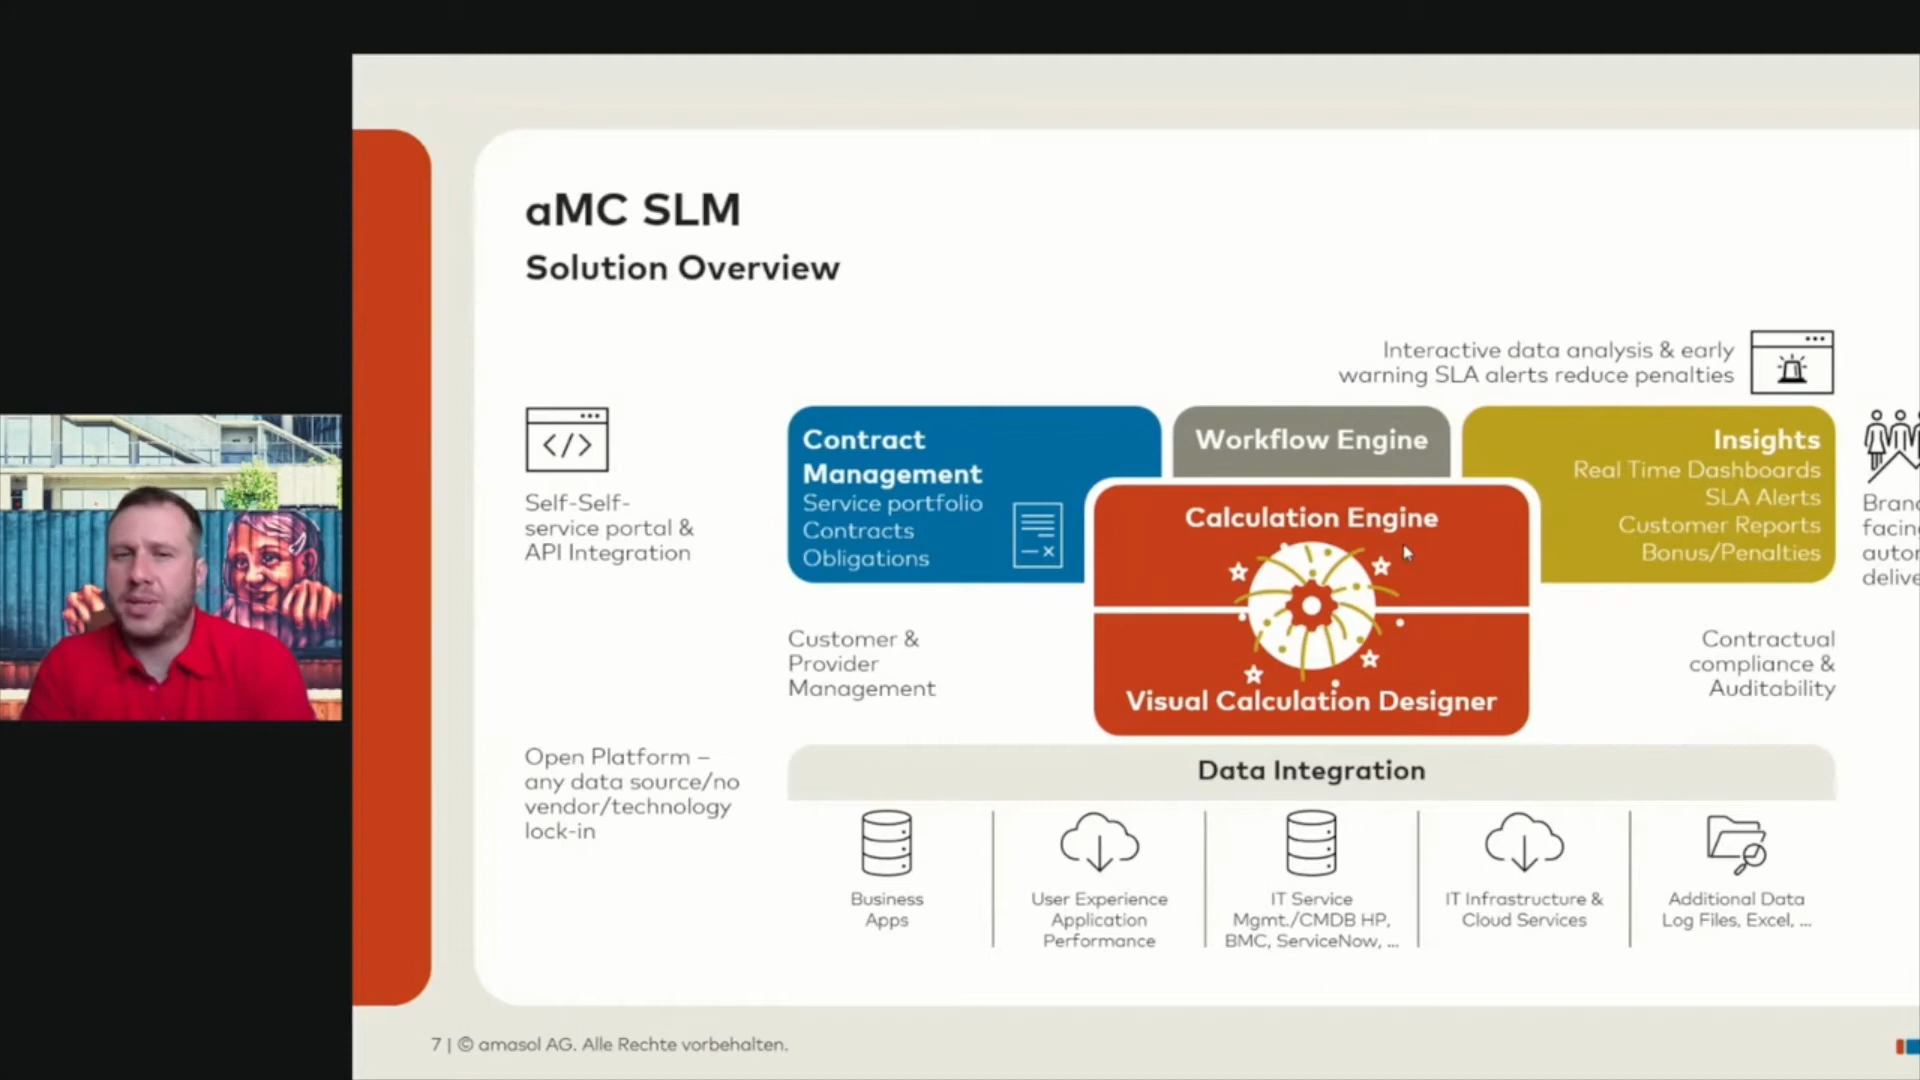 aMC SLM
Solution Overview
Interactive data analysis & early
warning SLA alerts reduce penalties
Self-Self-
service portal &
API Integration
Contract
Management
Service portfolio
Contracts
Obligations
Workflow Engine
Calculation Engine
Visual Calculation Designer
Insights
Real Time Dashboards
SLA Alerts
Customer Reports
Bonus/Penalties
Customer &
Provider
Management
Contractual
compliance &
Auditability
Open Platform –
any data source/no
vendor/technology
lock-in
Data Integration
Business
Apps
User Experience
Application
Performance
IT Service
Mgmt./CMDB HP,
BMC, ServiceNow, ...
IT Infrastructure &
Cloud Services
Additional Data
Log Files, Excel, ...
7 | © amasol AG. Alle Rechte vorbehalten.